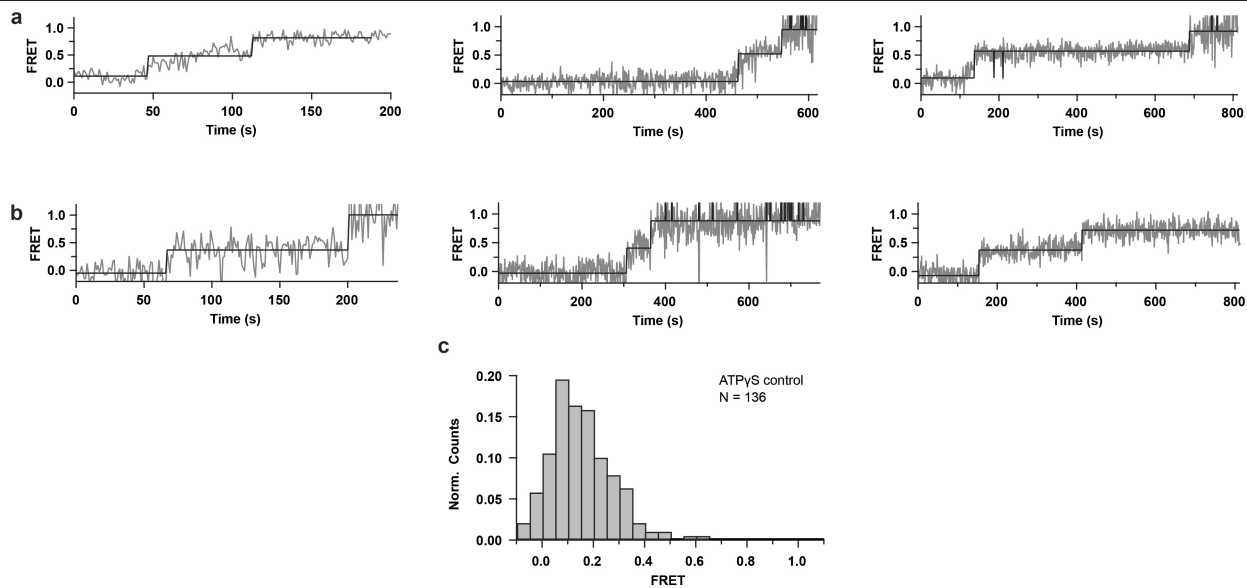 a
FRET
1.0
0.5
0.0
0 50 100 150 200
Time (s)
FRET
1.0
0.5
0.0
0 200 400 600
Time (s)
FRET
1.0
0.5
0.0
0 200 400 600 800
Time (s)
b
FRET
1.0
0.5
0.0
0 50 100 150 200
Time (s)
FRET
1.0
0.5
0.0
0 200 400 600
Time (s)
FRET
1.0
0.5
0.0
0 200 400 600 800
Time (s)
c
ATPγS control
N = 136
Norm. Counts
0.20
0.15
0.10
0.05
0.00
0.0 0.2 0.4 0.6 0.8 1.0
FRET